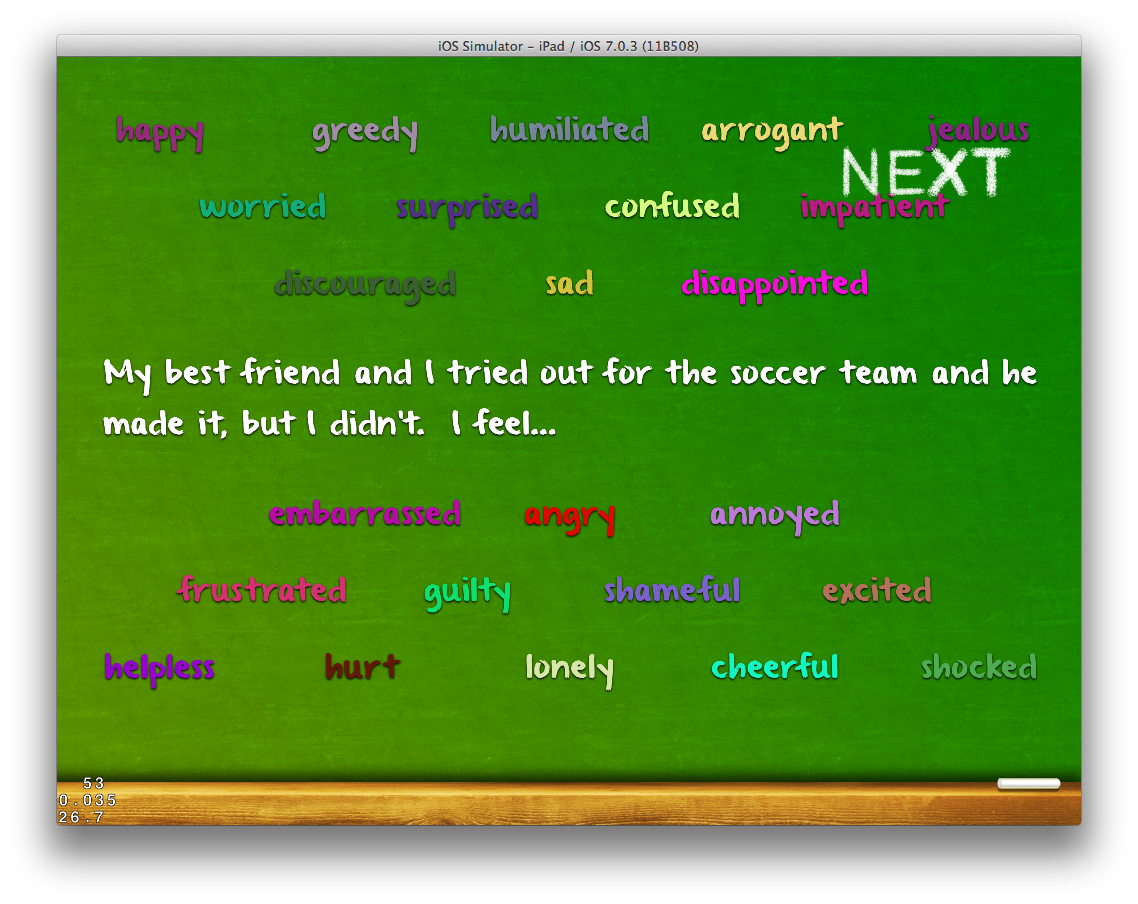 iOS Simulator - iPad / iOS 7.0.3 (11B508)
happy greedy humiliated arrogant jealous
NEXT
worried surprised confused impatient
discouraged sad disappointed
My best friend and I tried out for the soccer team and he
made it, but I didn't. I feel...
embarrassed angry annoyed
frustrated guilty shameful excited
helpless hurt lonely cheerful shocked
53
0.035
26.7